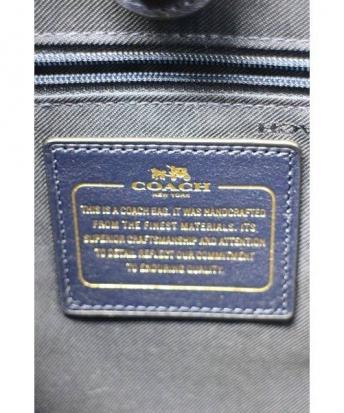 COACH
NEW YORK
THIS IS A COACH BAG. IT WAS HANDCRAFTED
FROM THE FINEST MATERIALS. ITS
SUPERIOR CRAFTSMANSHIP AND ATTENTION
TO DETAIL REFLECT OUR COMMITMENT
TO ENDURING QUALITY.